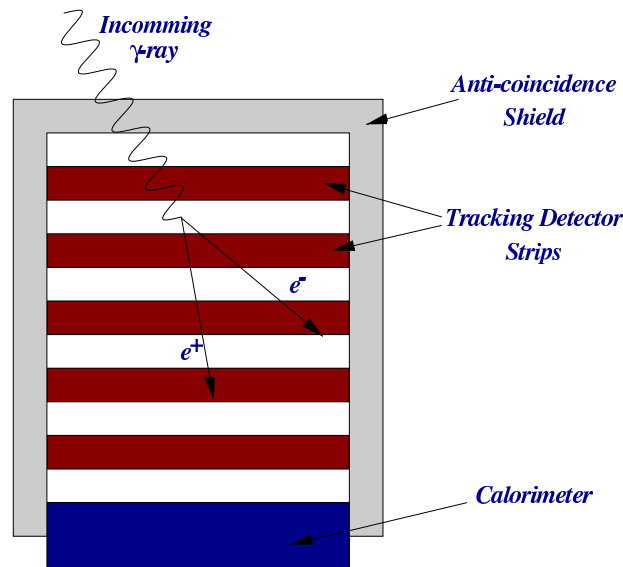 Incomming
γ-ray
Anti-coincidence
Shield
Tracking Detector
Strips
e-
e+
Calorimeter